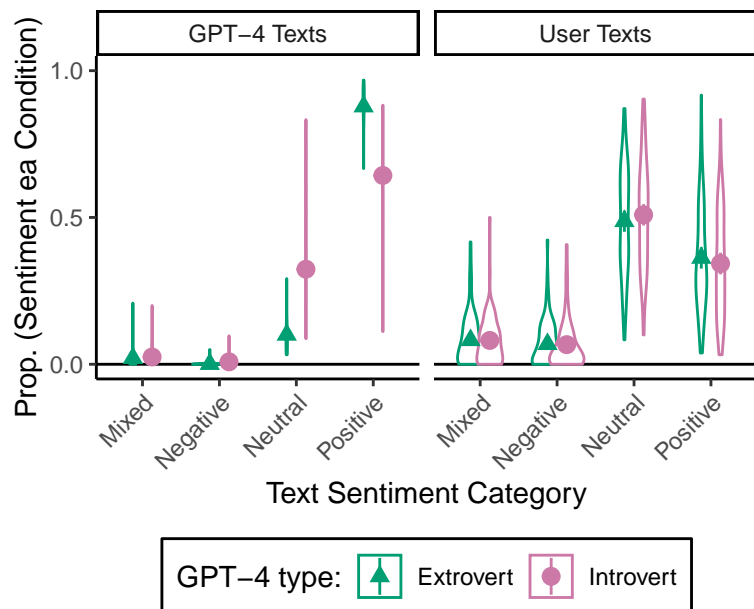 GPT−4 Texts
User Texts
Prop. (Sentiment ea Condition)
1.0
0.5
0.0
Mixed
Negative
Neutral
Positive
Mixed
Negative
Neutral
Positive
Text Sentiment Category
GPT−4 type: Extrovert Introvert